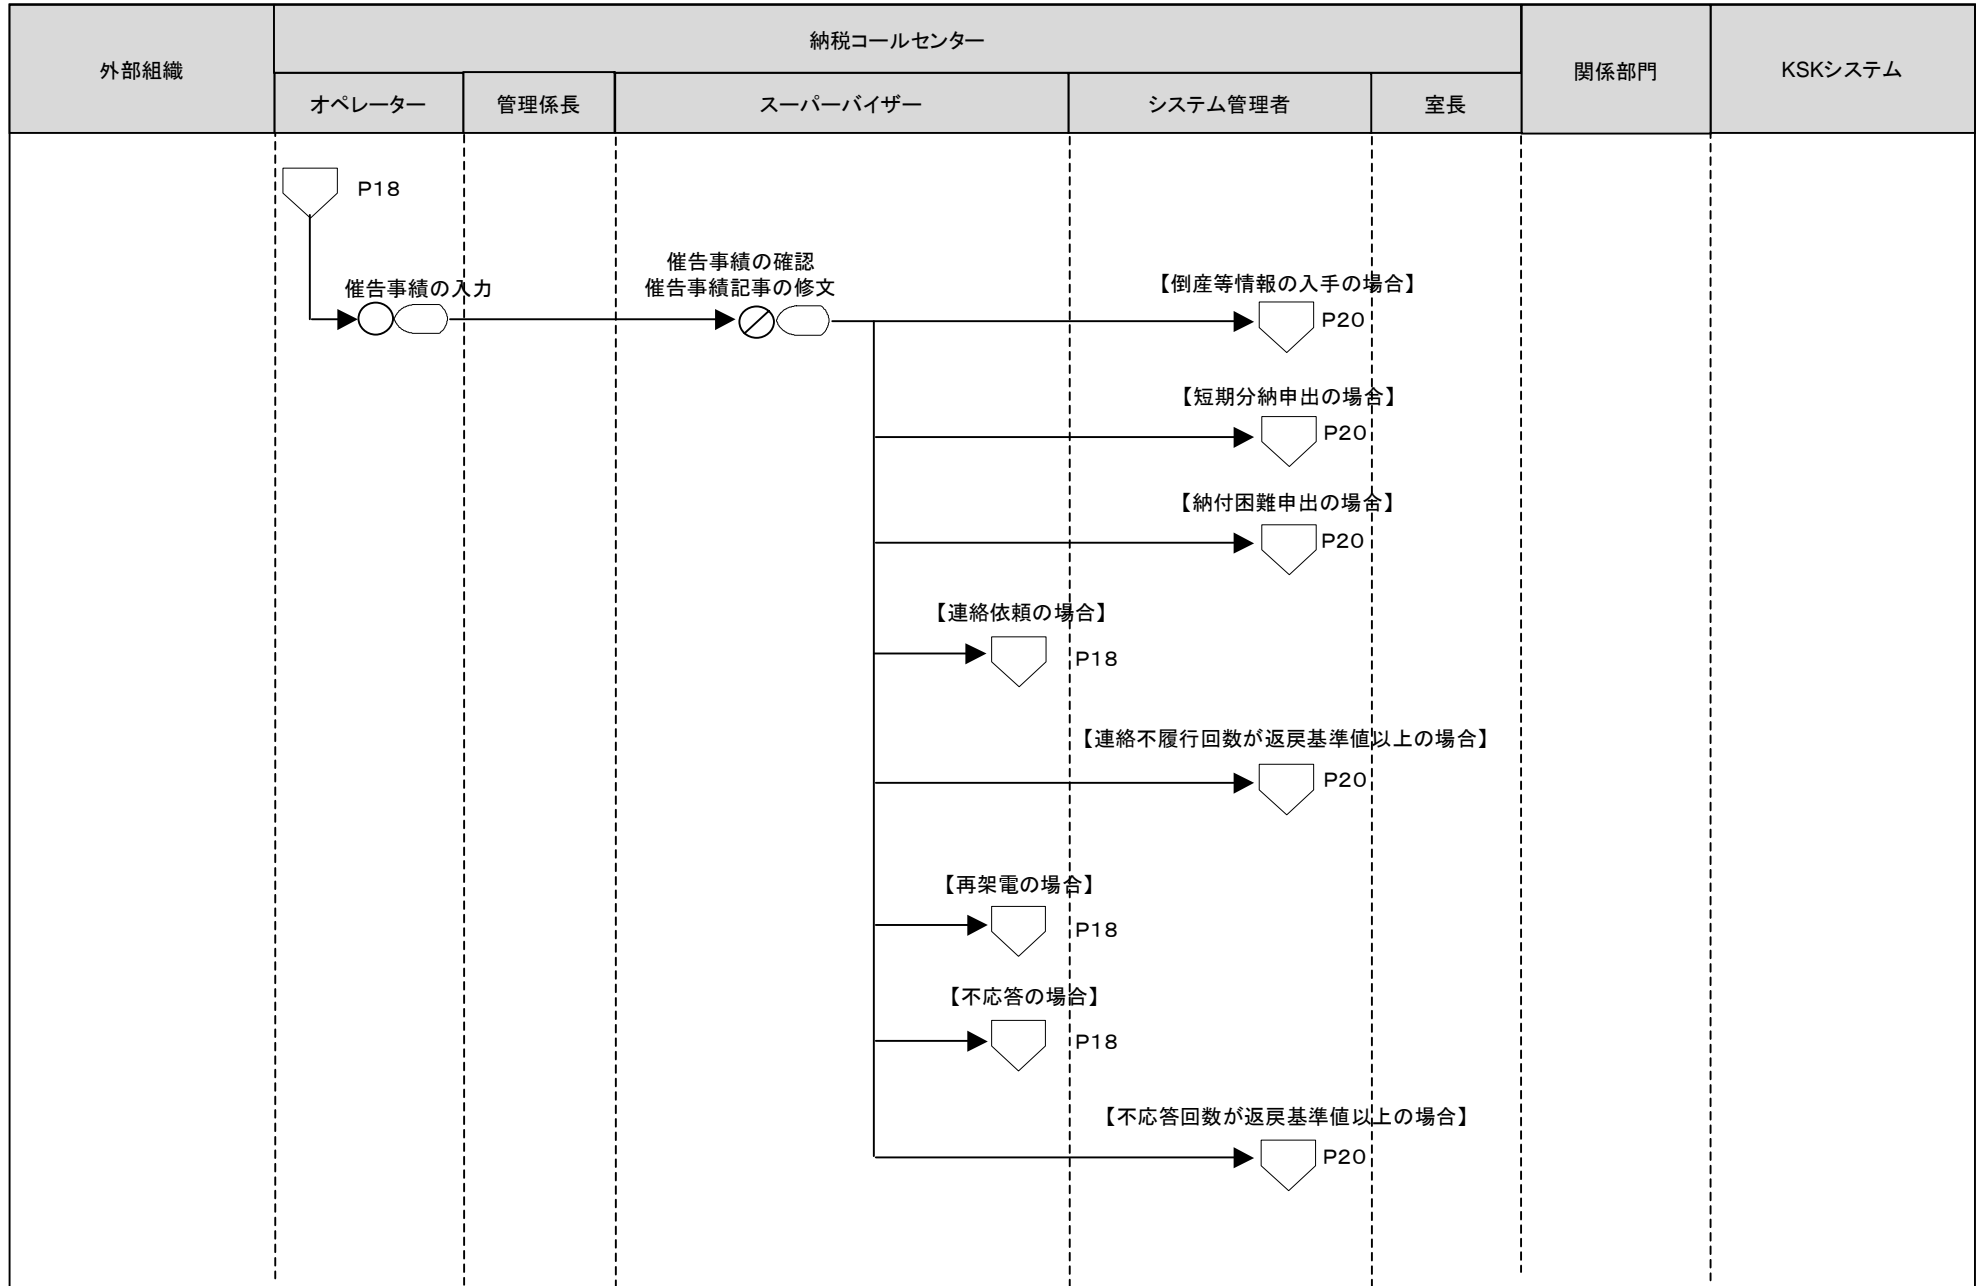 外部組織
納税コールセンター
関係部門
KSKシステム
オペレーター
管理係長
スーパーバイザー
システム管理者
室長
P18
催告事績の入力
催告事績の確認
催告事績記事の修文
【倒産等情報の入手の場合】
P20
【短期分納申出の場合】
P20
【納付困難申出の場合】
P20
【連絡依頼の場合】
P18
【連絡不履行回数が返戻基準値以上の場合】
P20
【再架電の場合】
P18
【不応答の場合】
P18
【不応答回数が返戻基準値以上の場合】
P20